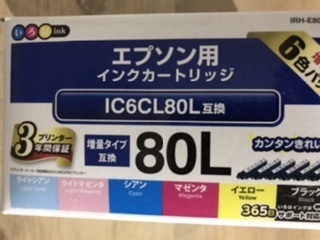 いろはink
IRH-E80
エプソン用
インクカートリッジ
6色パ
IC6CL80L互換
3 プリンター
年間保証
増量タイプ
互換
80L
カンタンきれい
ライトシアン
Light Cyan
ライトマゼンタ
Light Magenta
シアン
Cyan
マゼンタ
Magenta
イエロー
Yellow
ブラック
Black
365日
サポート対応